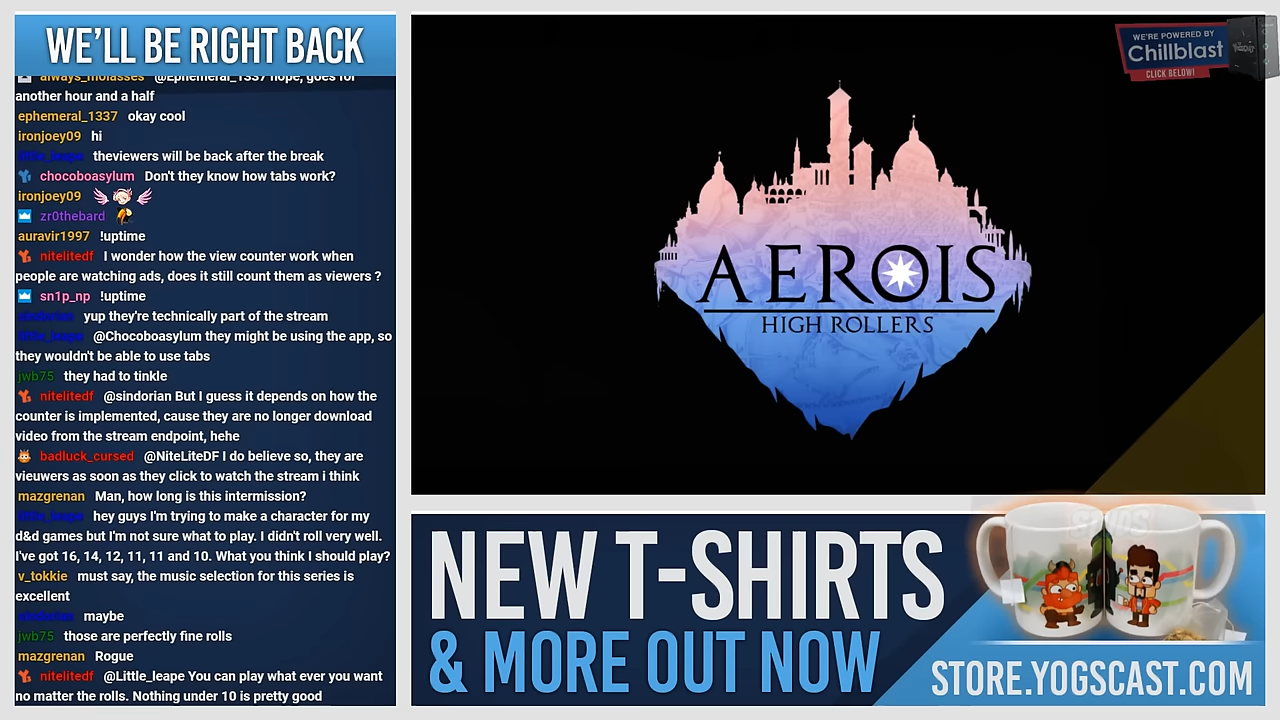 WE'LL BE RIGHT BACK
always_molasses @Ephemeral_1337 nope, goes for
another hour and a half
ephemeral_1337 okay cool
ironjoey09 hi
little_leape theviewers will be back after the break
chocoboasylum Don't they know how tabs work?
ironjoey09
zr0thebard
auravir1997 !uptime
nitelitedf I wonder how the view counter work when
people are watching ads, does it still count them as viewers ?
sn1p_np !uptime
yup they're technically part of the stream
little_leape @Chocoboasylum they might be using the app, so
they wouldn't be able to use tabs
jwb75 they had to tinkle
nitelitedf @sindorian But I guess it depends on how the
counter is implemented, cause they are no longer download
video from the stream endpoint, hehe
badluck_cursed @NiteLiteDF I do believe so, they are
vieuwers as soon as they click to watch the stream i think
mazgrenan Man, how long is this intermission?
little_leape hey guys I'm trying to make a character for my
d&d games but I'm not sure what to play. I didn't roll very well.
I've got 16, 14, 12, 11, 11 and 10. What you think I should play?
v_tokkie must say, the music selection for this series is
excellent
maybe
jwb75 those are perfectly fine rolls
mazgrenan Rogue
nitelitedf @Little_leape You can play what ever you want
no matter the rolls. Nothing under 10 is pretty good
WE'RE POWERED BY
Chillblast
CLICK BELOW!
AEROIS
HIGH ROLLERS
NEW T-SHIRTS
& MORE OUT NOW
STORE.YOGSCAST.COM